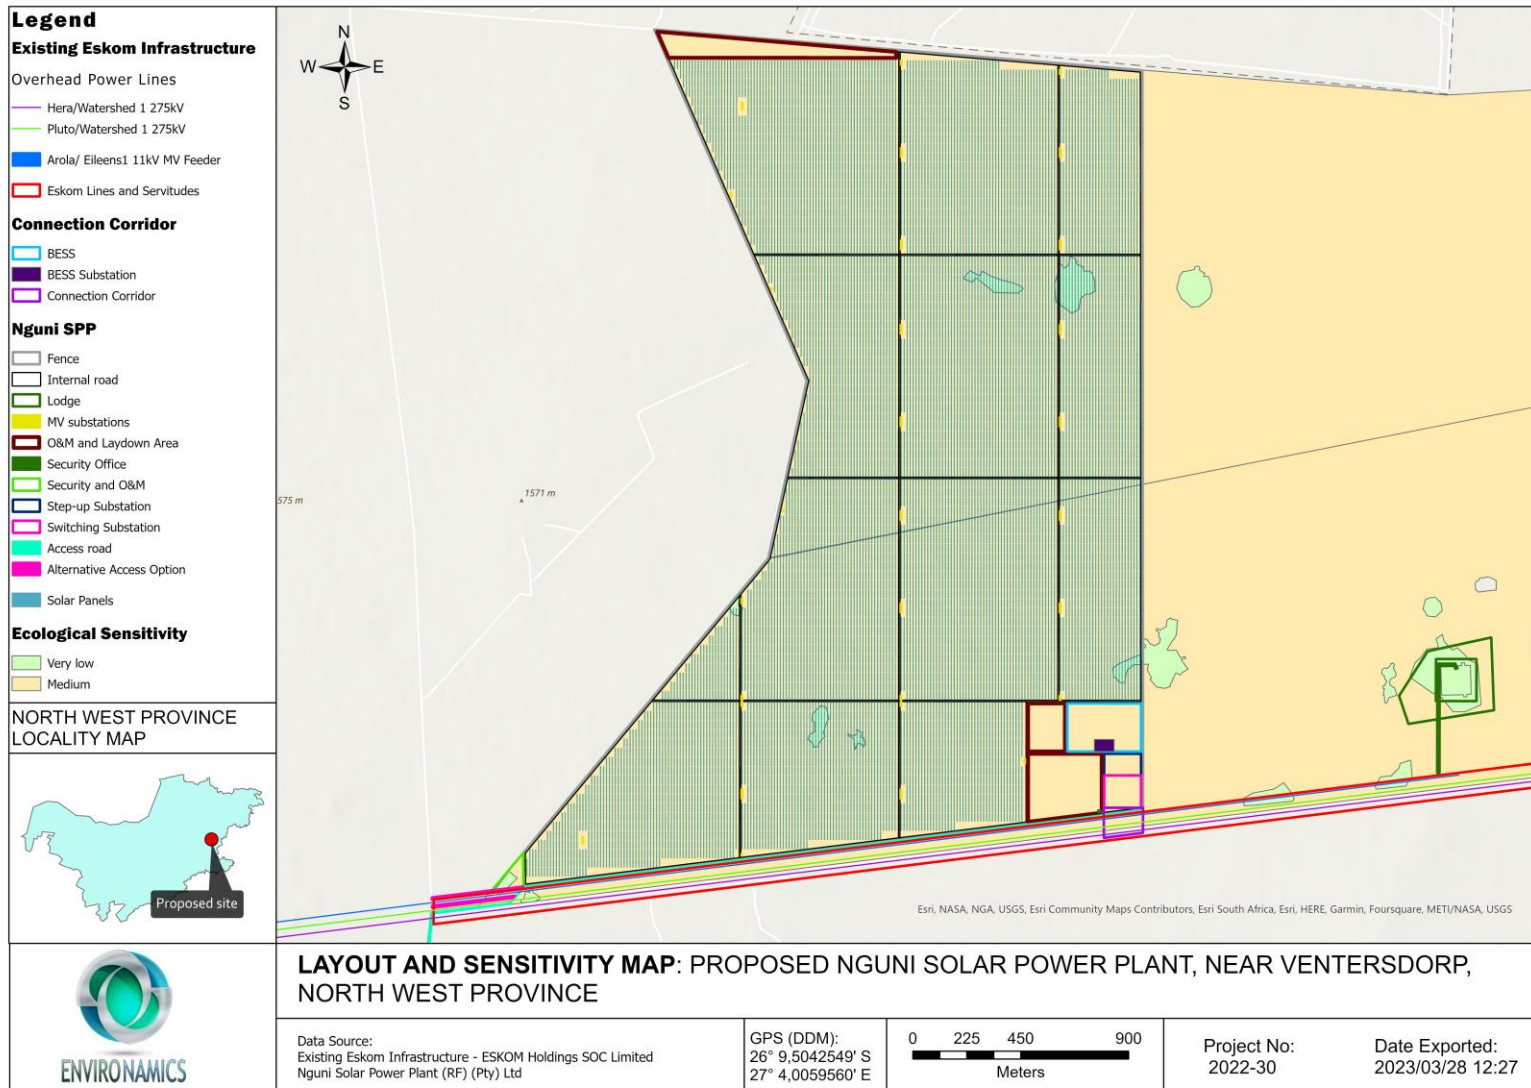 Legend
Existing Eskom Infrastructure
Overhead Power Lines
Hera/Watershed 1 275kV
Pluto/Watershed 1 275kV
Arola/ Eileens1 11kV MV Feeder
Eskom Lines and Servitudes
Connection Corridor
BESS
BESS Substation
Connection Corridor
Nguni SPP
Fence
Internal road
Lodge
MV substations
O&M and Laydown Area
Security Office
Security and O&M
Step-up Substation
Switching Substation
Access road
Alternative Access Option
Solar Panels
Ecological Sensitivity
Very low
Medium
NORTH WEST PROVINCE
LOCALITY MAP
Proposed site
N
W E
S
575 m
1571 m
Esri, NASA, NGA, USGS, Esri Community Maps Contributors, Esri South Africa, Esri, HERE, Garmin, Foursquare, METI/NASA, USGS
ENVIRONAMICS
LAYOUT AND SENSITIVITY MAP: PROPOSED NGUNI SOLAR POWER PLANT, NEAR VENTERSDORP,
NORTH WEST PROVINCE
Data Source:
Existing Eskom Infrastructure - ESKOM Holdings SOC Limited
Nguni Solar Power Plant (RF) (Pty) Ltd
GPS (DDM):
26° 9,5042549' S
27° 4,0059560' E
0 225 450 900
Meters
Project No:
2022-30
Date Exported:
2023/03/28 12:27